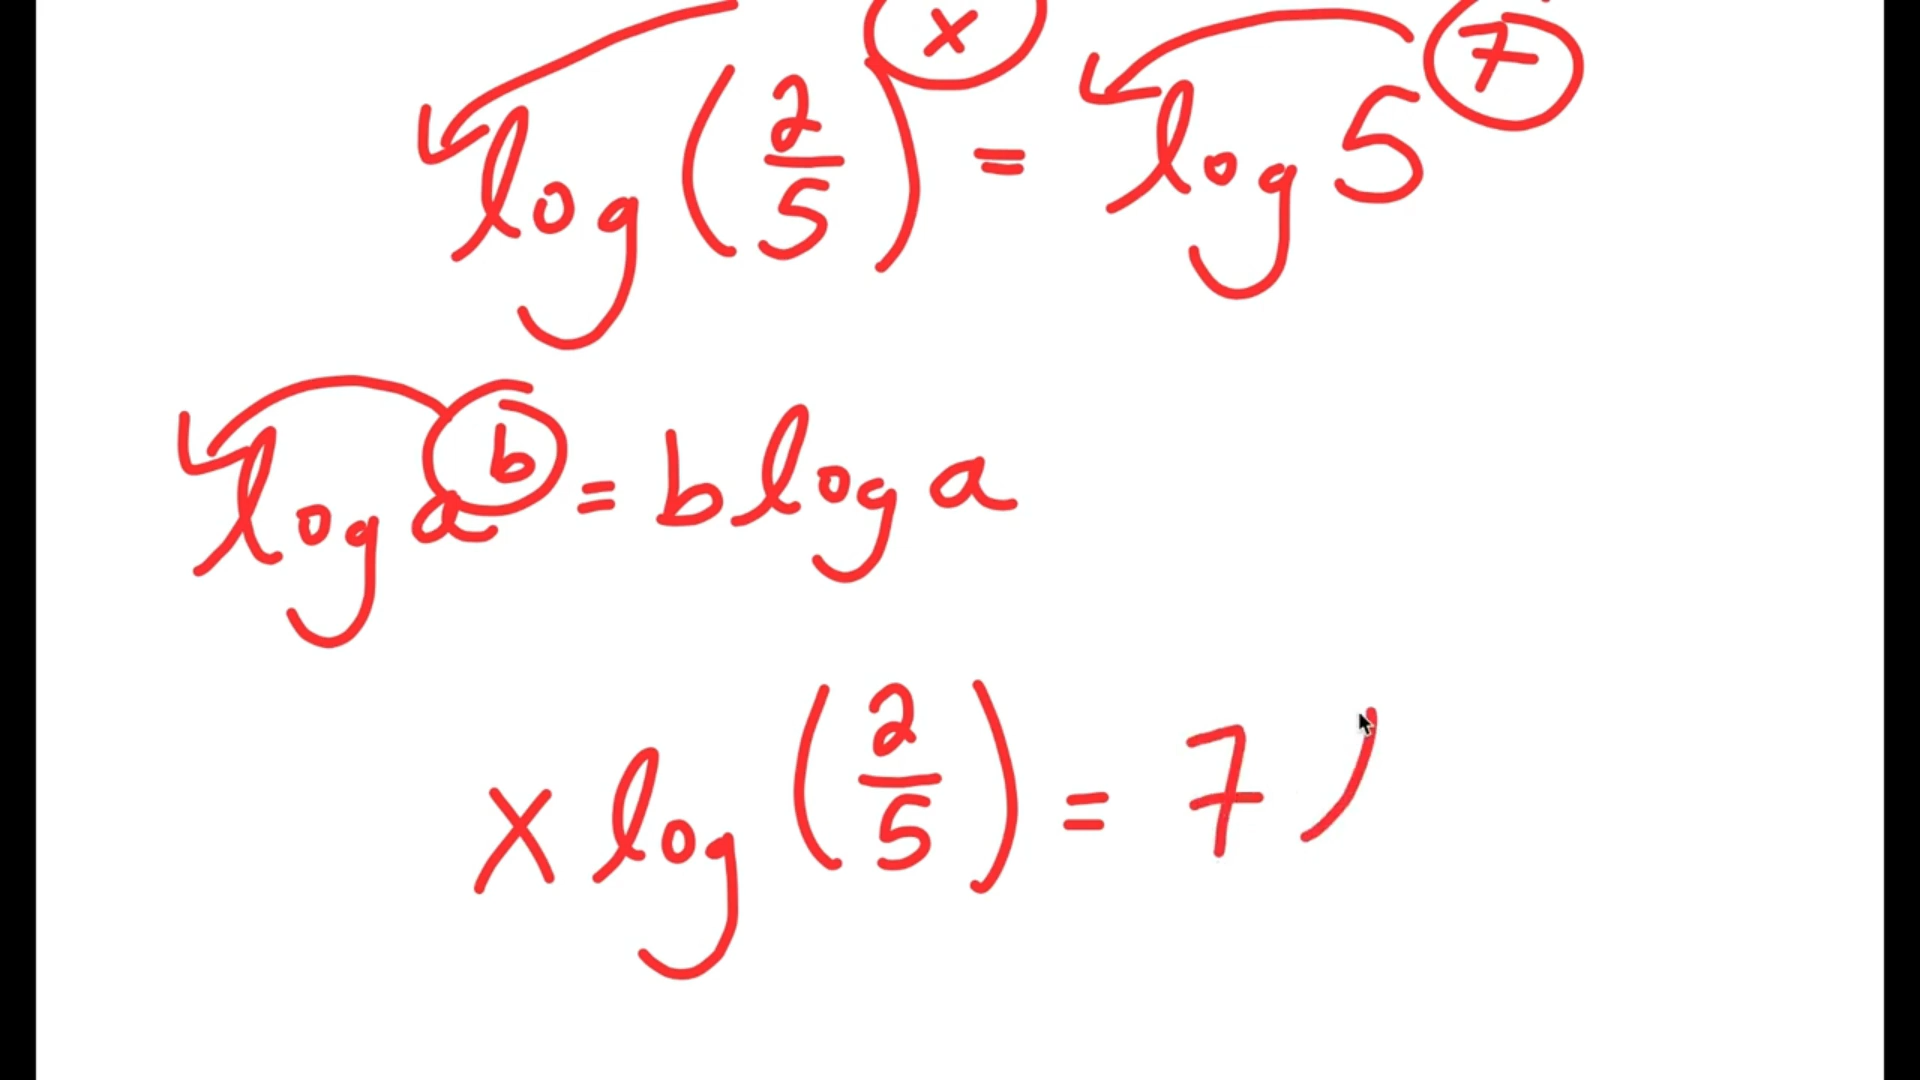 log (2/5)^x = log 5^7
log a^b = b log a
x log (2/5) = 7